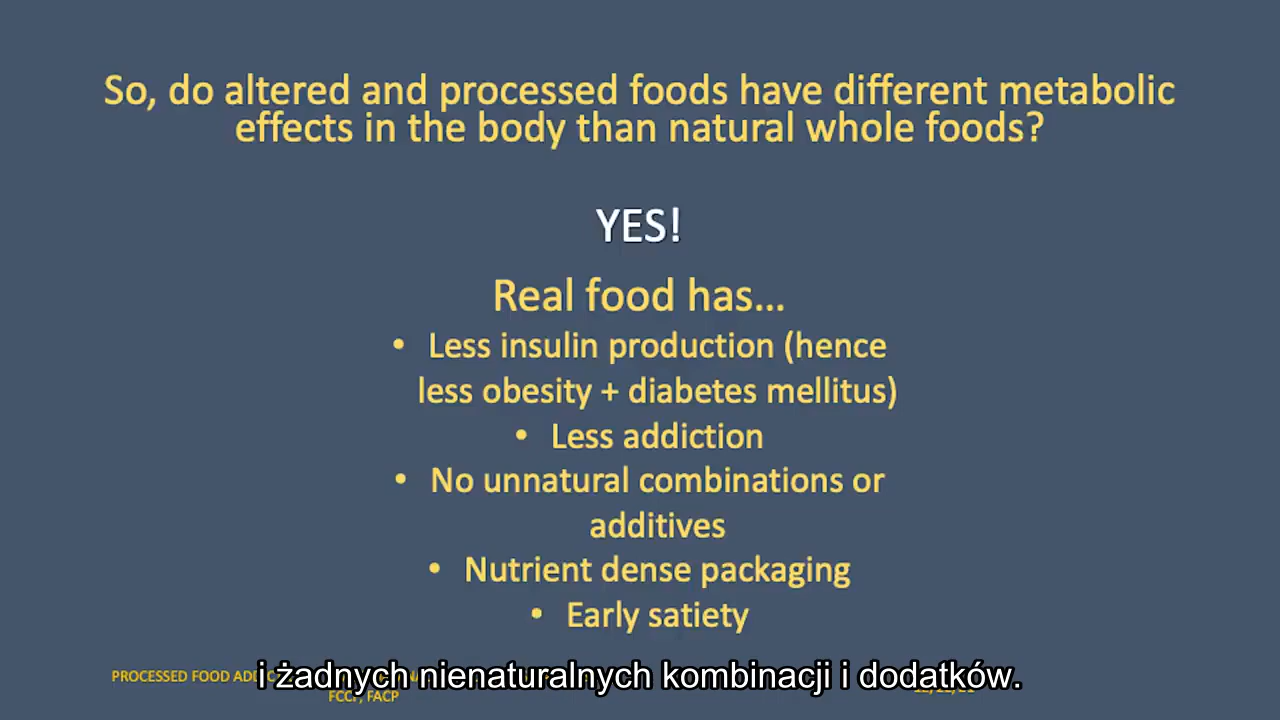 So, do altered and processed foods have different metabolic
effects in the body than natural whole foods?
YES!
Real food has...
• Less insulin production (hence
less obesity + diabetes mellitus)
• Less addiction
• No unnatural combinations or
additives
• Nutrient dense packaging
• Early satiety
PROCESSED FOOD
i żadnych nienaturalnych kombinacji i dodatków.
FCCP, FACP